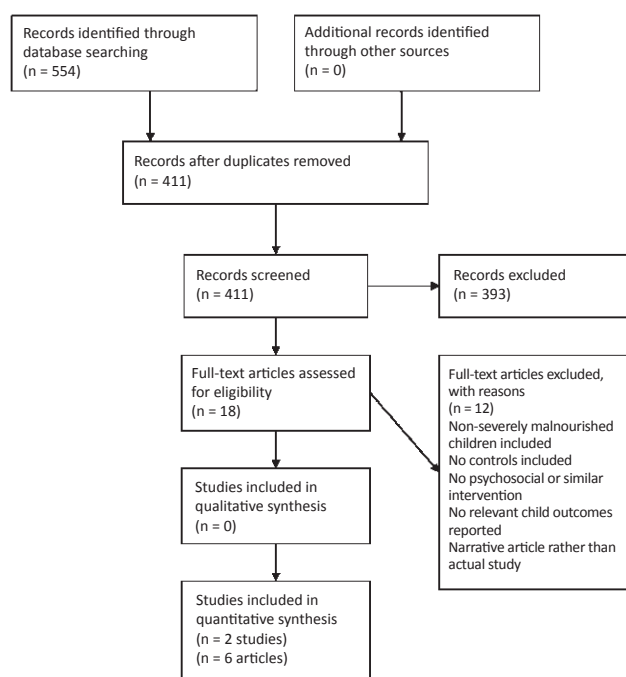 Records identified through
database searching
(n = 554)
Additional records identified
through other sources
(n = 0)
Records after duplicates removed
(n = 411)
Records screened
(n = 411)
Records excluded
(n = 393)
Full-text articles assessed
for eligibility
(n = 18)
Full-text articles excluded,
with reasons
(n = 12)
Non-severely malnourished
children included
No controls included
No psychosocial or similar
intervention
No relevant child outcomes
reported
Narrative article rather than
actual study
Studies included in
qualitative synthesis
(n = 0)
Studies included in
quantitative synthesis
(n = 2 studies)
(n = 6 articles)